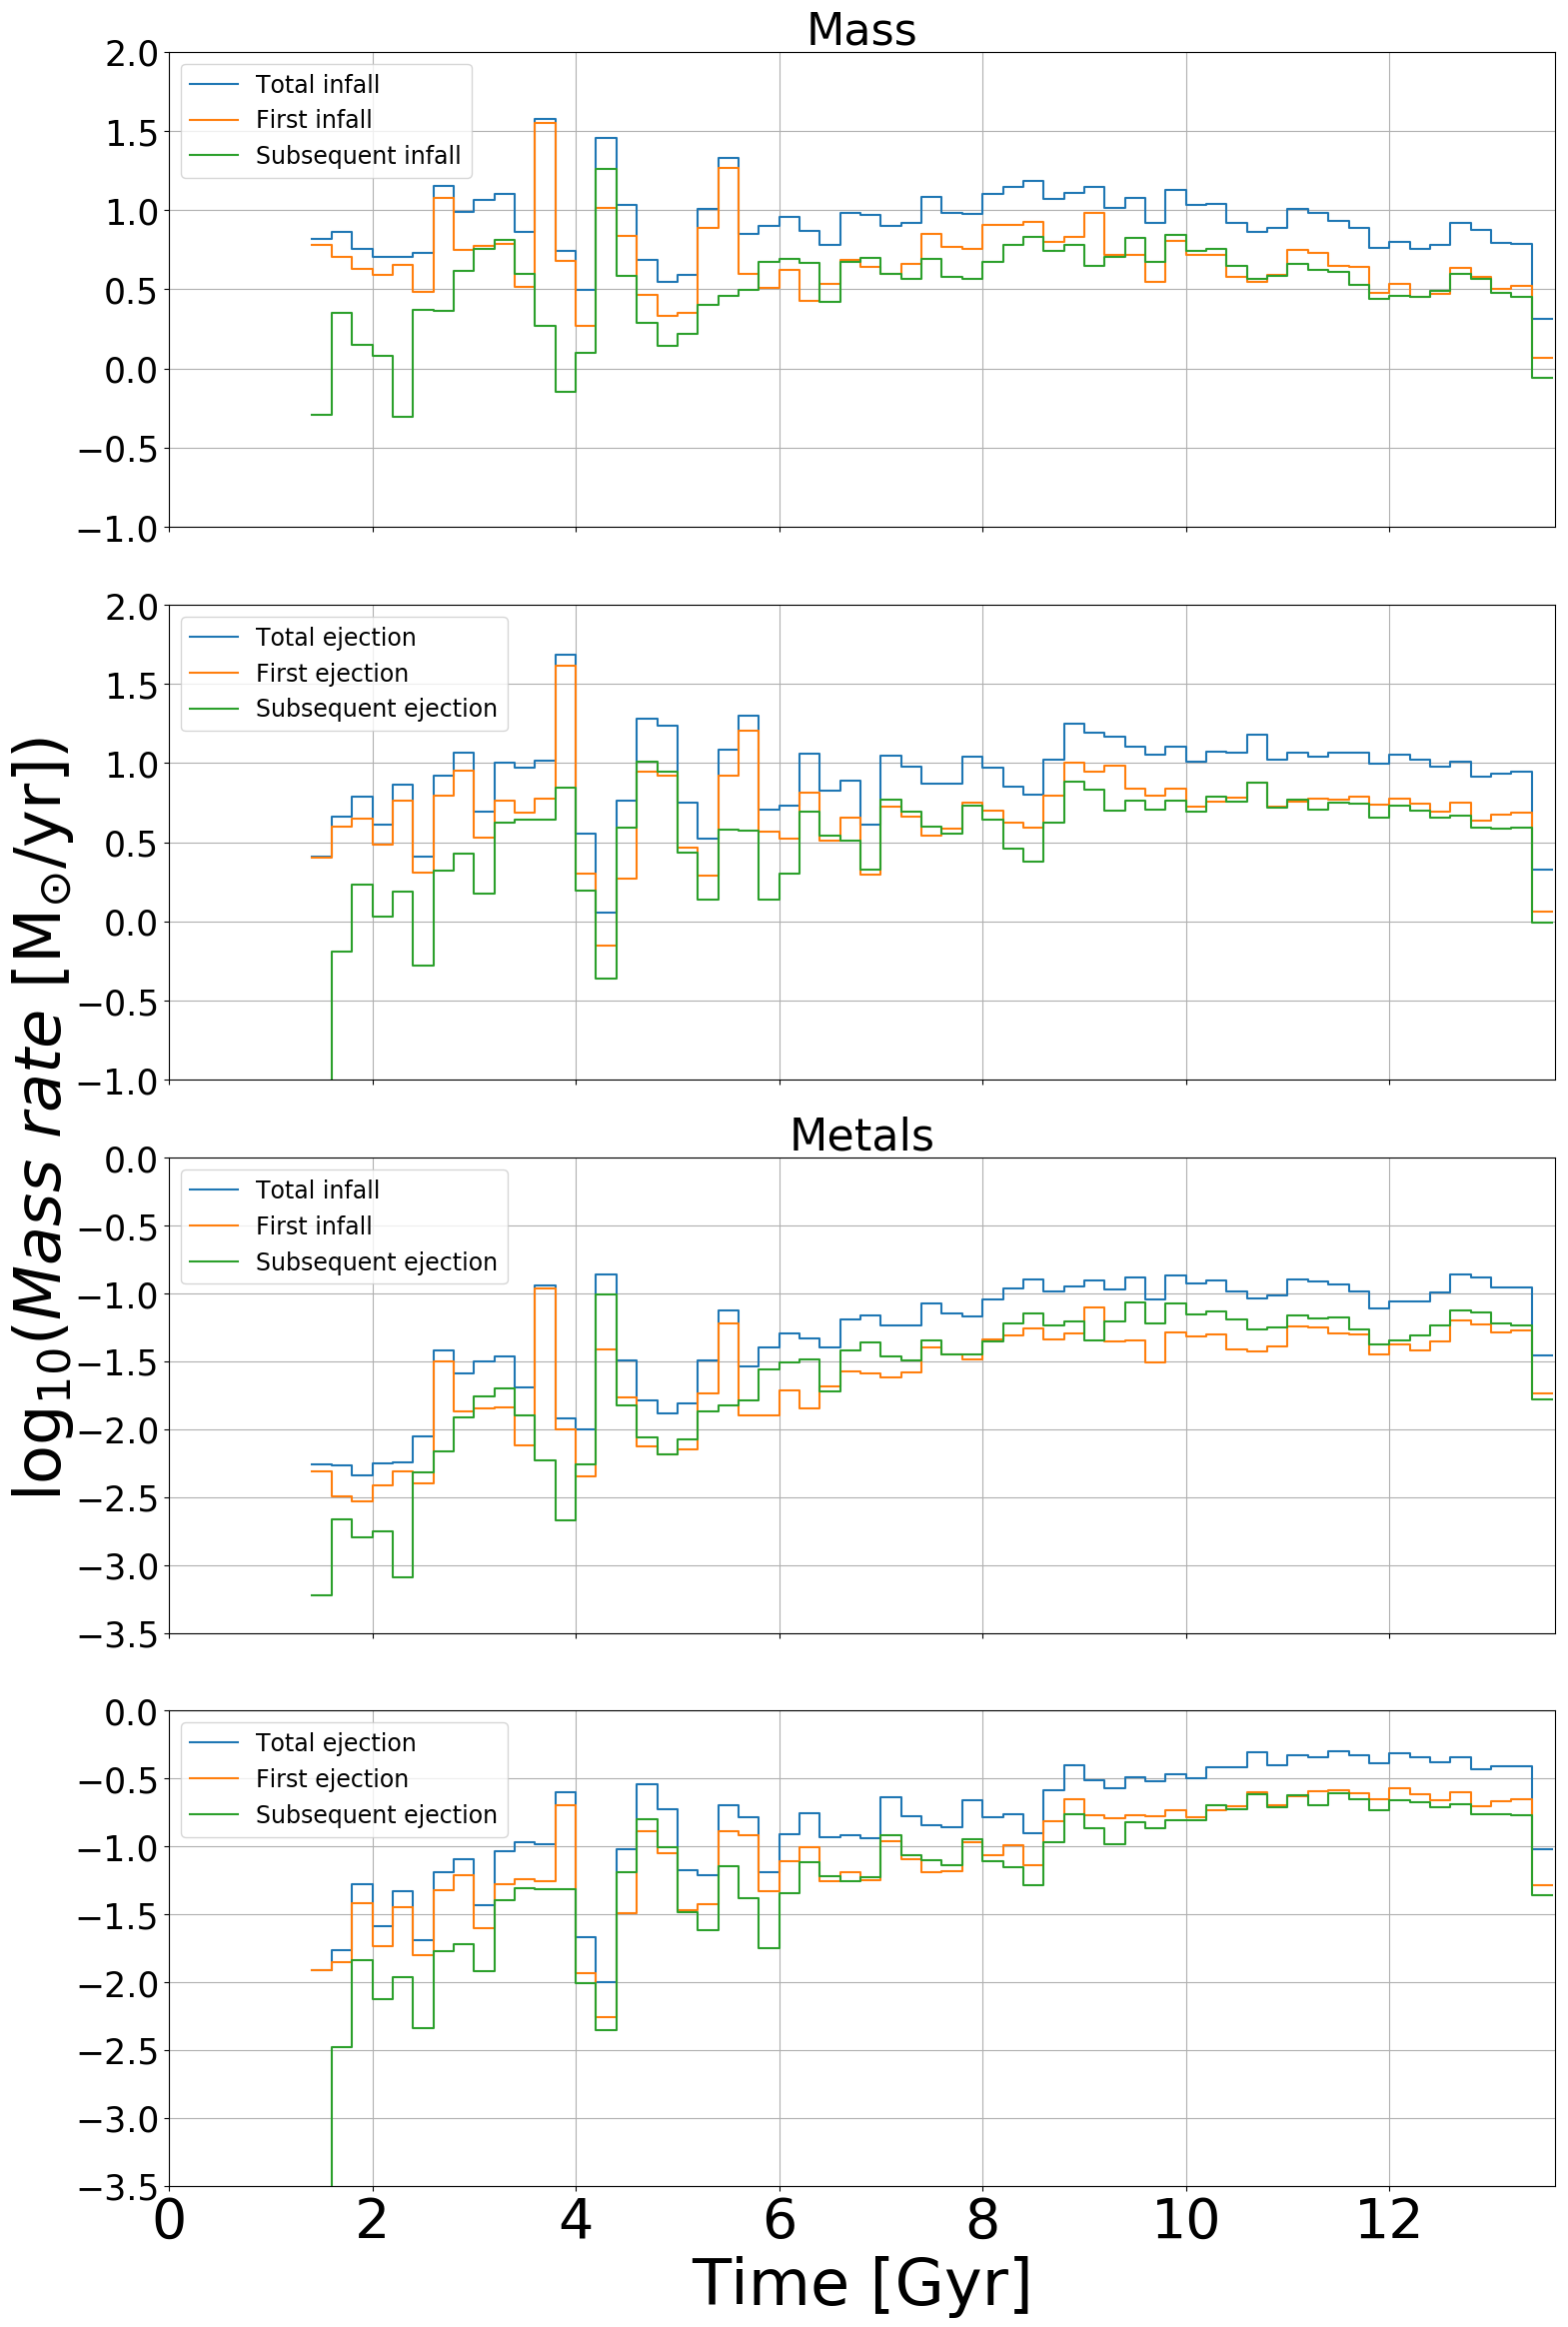 Mass
2.0
1.5
1.0
0.5
0.0
−0.5
−1.0
Total infall
First infall
Subsequent infall
2.0
1.5
1.0
0.5
0.0
−0.5
−1.0
Total ejection
First ejection
Subsequent ejection
log10(Mass rate [M⊙/yr])
Metals
0.0
−0.5
−1.0
−1.5
−2.0
−2.5
−3.0
−3.5
Total infall
First infall
Subsequent ejection
0.0
−0.5
−1.0
−1.5
−2.0
−2.5
−3.0
−3.5
Total ejection
First ejection
Subsequent ejection
0 2 4 6 8 10 12
Time [Gyr]